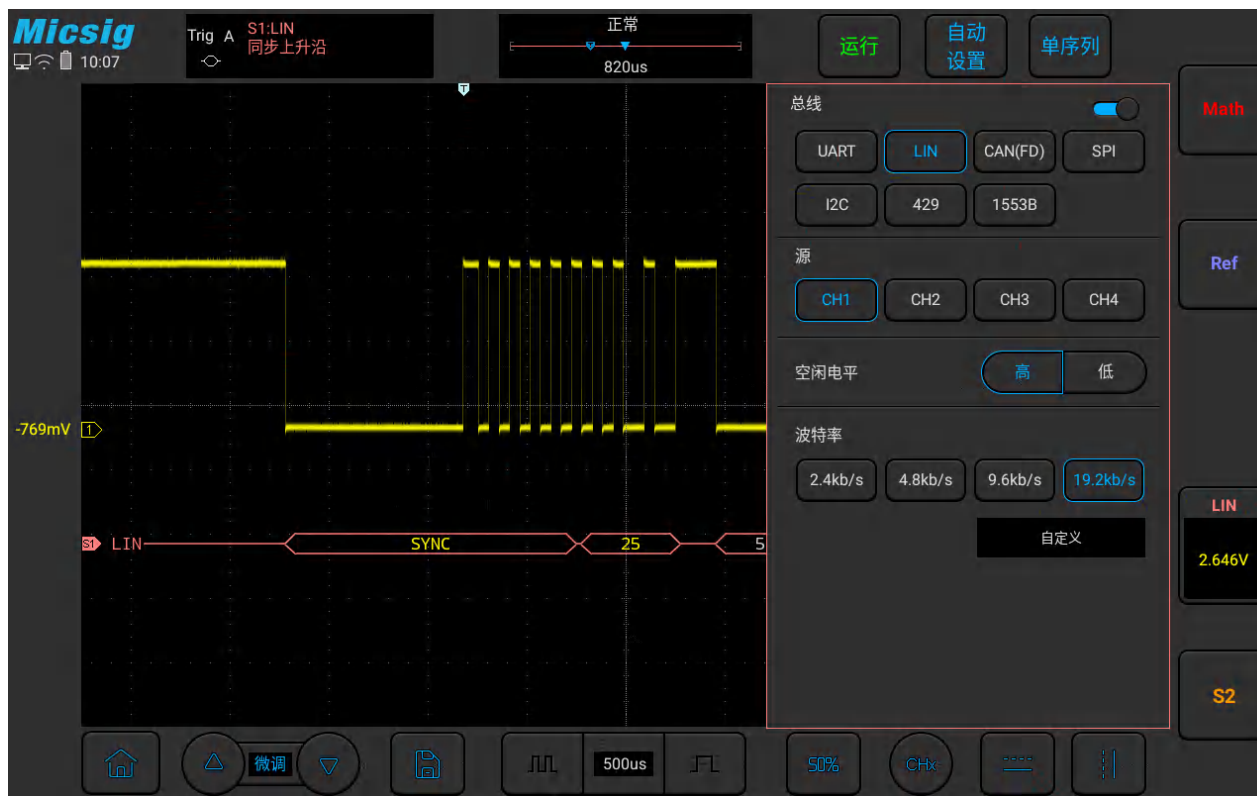 Micsig
10:07
Trig A
S1:LIN
同步上升沿
正常
820us
运行
自动
设置
单序列
T
总线
UART
LIN
CAN(FD)
SPI
I2C
429
1553B
源
CH1
CH2
CH3
CH4
空闲电平
高
低
波特率
2.4kb/s
4.8kb/s
9.6kb/s
19.2kb/s
自定义
-769mV
1
S1
LIN
SYNC
25
5
Math
Ref
LIN
2.646V
S2
微调
500us
50%
CHx